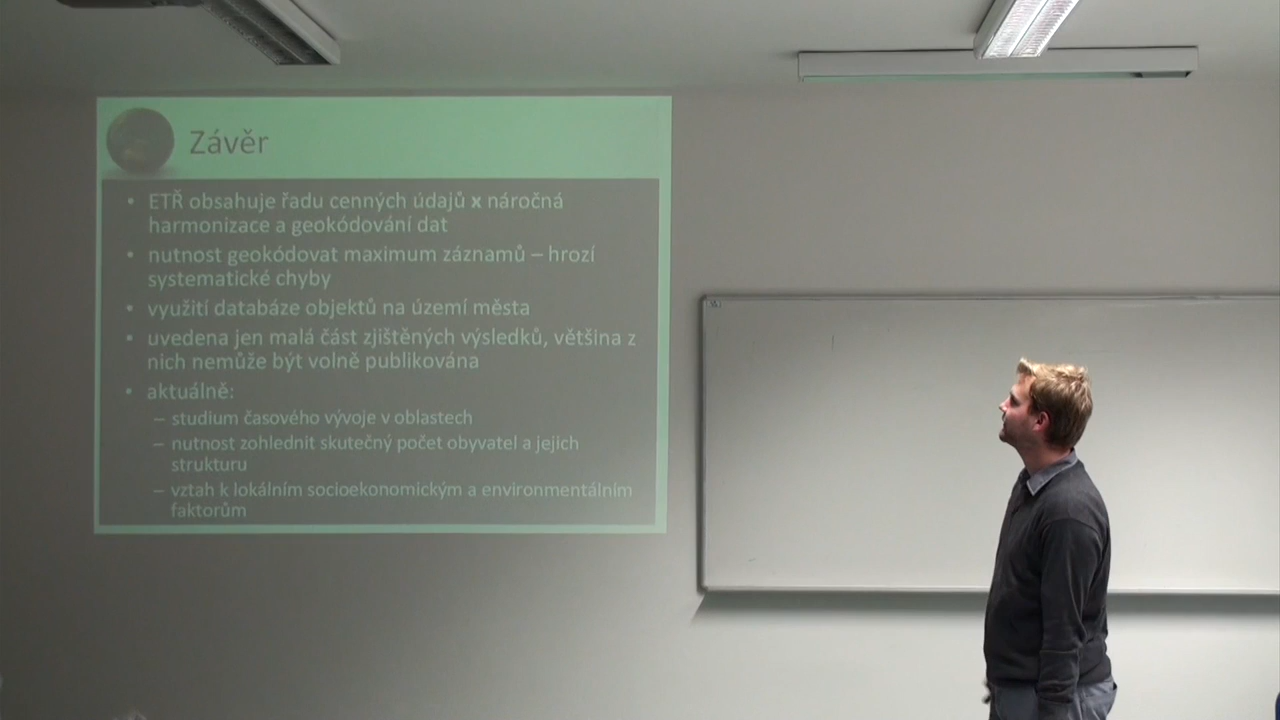 Závěr
• ETŘ obsahuje řadu cenných údajů x náročná
harmonizace a geokódování dat
• nutnost geokódovat maximum záznamů – hrozí
systematické chyby
• využití databáze objektů na území města
• uvedena jen malá část zjištěných výsledků, většina z
nich nemůže být volně publikována
• aktuálně:
– studium časového vývoje v oblastech
– nutnost zohlednit skutečný počet obyvatel a jejich
strukturu
– vztah k lokálním socioekonomickým a environmentálním
faktorům